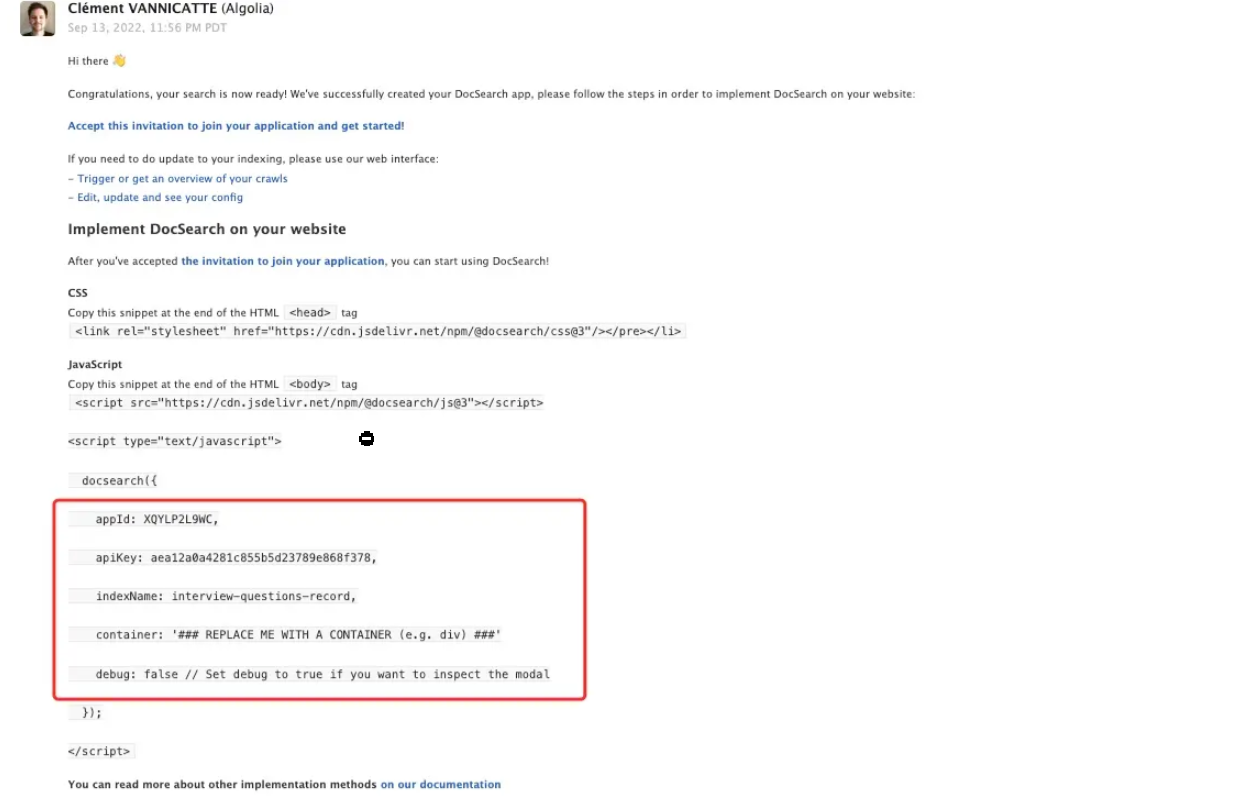 Clément VANNICATTE (Algolia)
Sep 13, 2022, 11:56 PM PDT
Hi there 👋
Congratulations, your search is now ready! We've successfully created your DocSearch app, please follow the steps in order to implement DocSearch on your website:
Accept this invitation to join your application and get started!
If you need to do update to your indexing, please use our web interface:
– Trigger or get an overview of your crawls
– Edit, update and see your config
Implement DocSearch on your website
After you've accepted the invitation to join your application, you can start using DocSearch!
CSS
Copy this snippet at the end of the HTML <head> tag
<link rel="stylesheet" href="https://cdn.jsdelivr.net/npm/@docsearch/css@3"/></pre></li>
JavaScript
Copy this snippet at the end of the HTML <body> tag
<script src="https://cdn.jsdelivr.net/npm/@docsearch/js@3"></script>
<script type="text/javascript">
docsearch({
appId: XQYLP2L9WC,
apiKey: aea12a0a4281c855b5d23789e868f378,
indexName: interview-questions-record,
container: '### REPLACE ME WITH A CONTAINER (e.g. div) ###'
debug: false // Set debug to true if you want to inspect the modal
});
</script>
You can read more about other implementation methods on our documentation